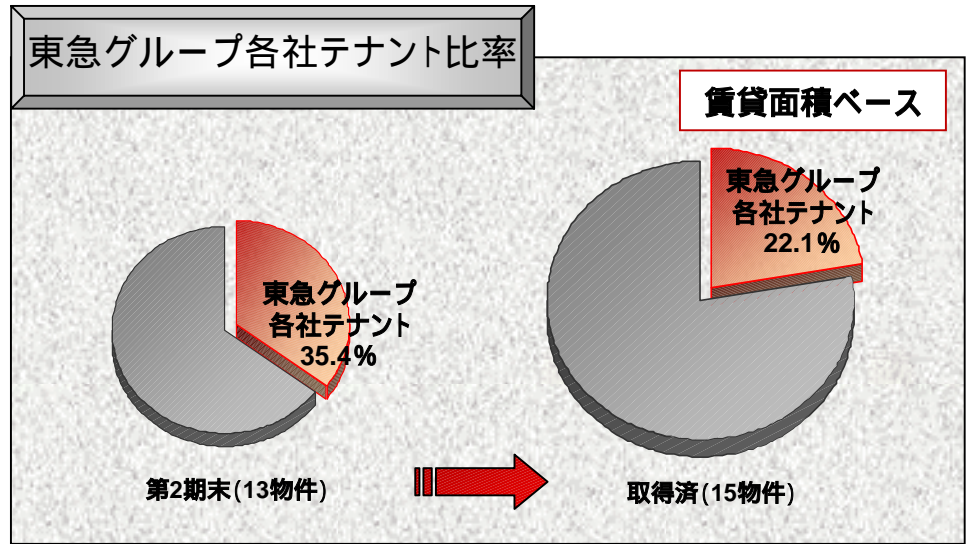 東急グループ各社テナント比率
賃貸面積ベース
東急グループ
各社テナント
35.4%
第2期末(13物件)
東急グループ
各社テナント
22.1%
取得済(15物件)